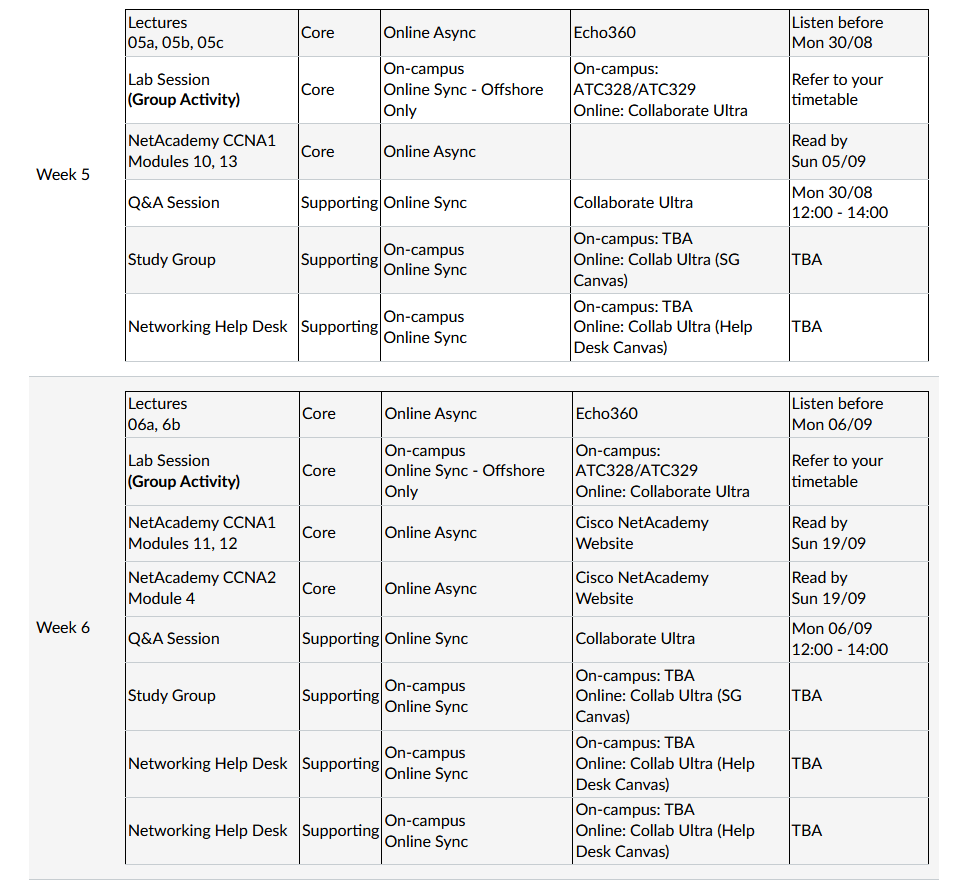 Lectures
05a, 05b, 05c
Core
Online Async
Echo360
Listen before
Mon 30/08
Lab Session
(Group Activity)
Core
On-campus
Online Sync - Offshore
Only
On-campus:
ATC328/ATC329
Online: Collaborate Ultra
Refer to your
timetable
Week 5
NetAcademy CCNA1
Modules 10, 13
Core
Online Async
Read by
Sun 05/09
Q&A Session
Supporting
Online Sync
Collaborate Ultra
Mon 30/08
12:00 - 14:00
Study Group
Supporting
On-campus
Online Sync
On-campus: TBA
Online: Collab Ultra (SG
Canvas)
TBA
Networking Help Desk
Supporting
On-campus
Online Sync
On-campus: TBA
Online: Collab Ultra (Help
Desk Canvas)
TBA
Lectures
06a, 6b
Core
Online Async
Echo360
Listen before
Mon 06/09
Lab Session
(Group Activity)
Core
On-campus
Online Sync - Offshore
Only
On-campus:
ATC328/ATC329
Online: Collaborate Ultra
Refer to your
timetable
NetAcademy CCNA1
Modules 11, 12
Core
Online Async
Cisco NetAcademy
Website
Read by
Sun 19/09
NetAcademy CCNA2
Module 4
Core
Online Async
Cisco NetAcademy
Website
Read by
Sun 19/09
Week 6
Q&A Session
Supporting
Online Sync
Collaborate Ultra
Mon 06/09
12:00 - 14:00
Study Group
Supporting
On-campus
Online Sync
On-campus: TBA
Online: Collab Ultra (SG
Canvas)
TBA
Networking Help Desk
Supporting
On-campus
Online Sync
On-campus: TBA
Online: Collab Ultra (Help
Desk Canvas)
TBA
Networking Help Desk
Supporting
On-campus
Online Sync
On-campus: TBA
Online: Collab Ultra (Help
Desk Canvas)
TBA